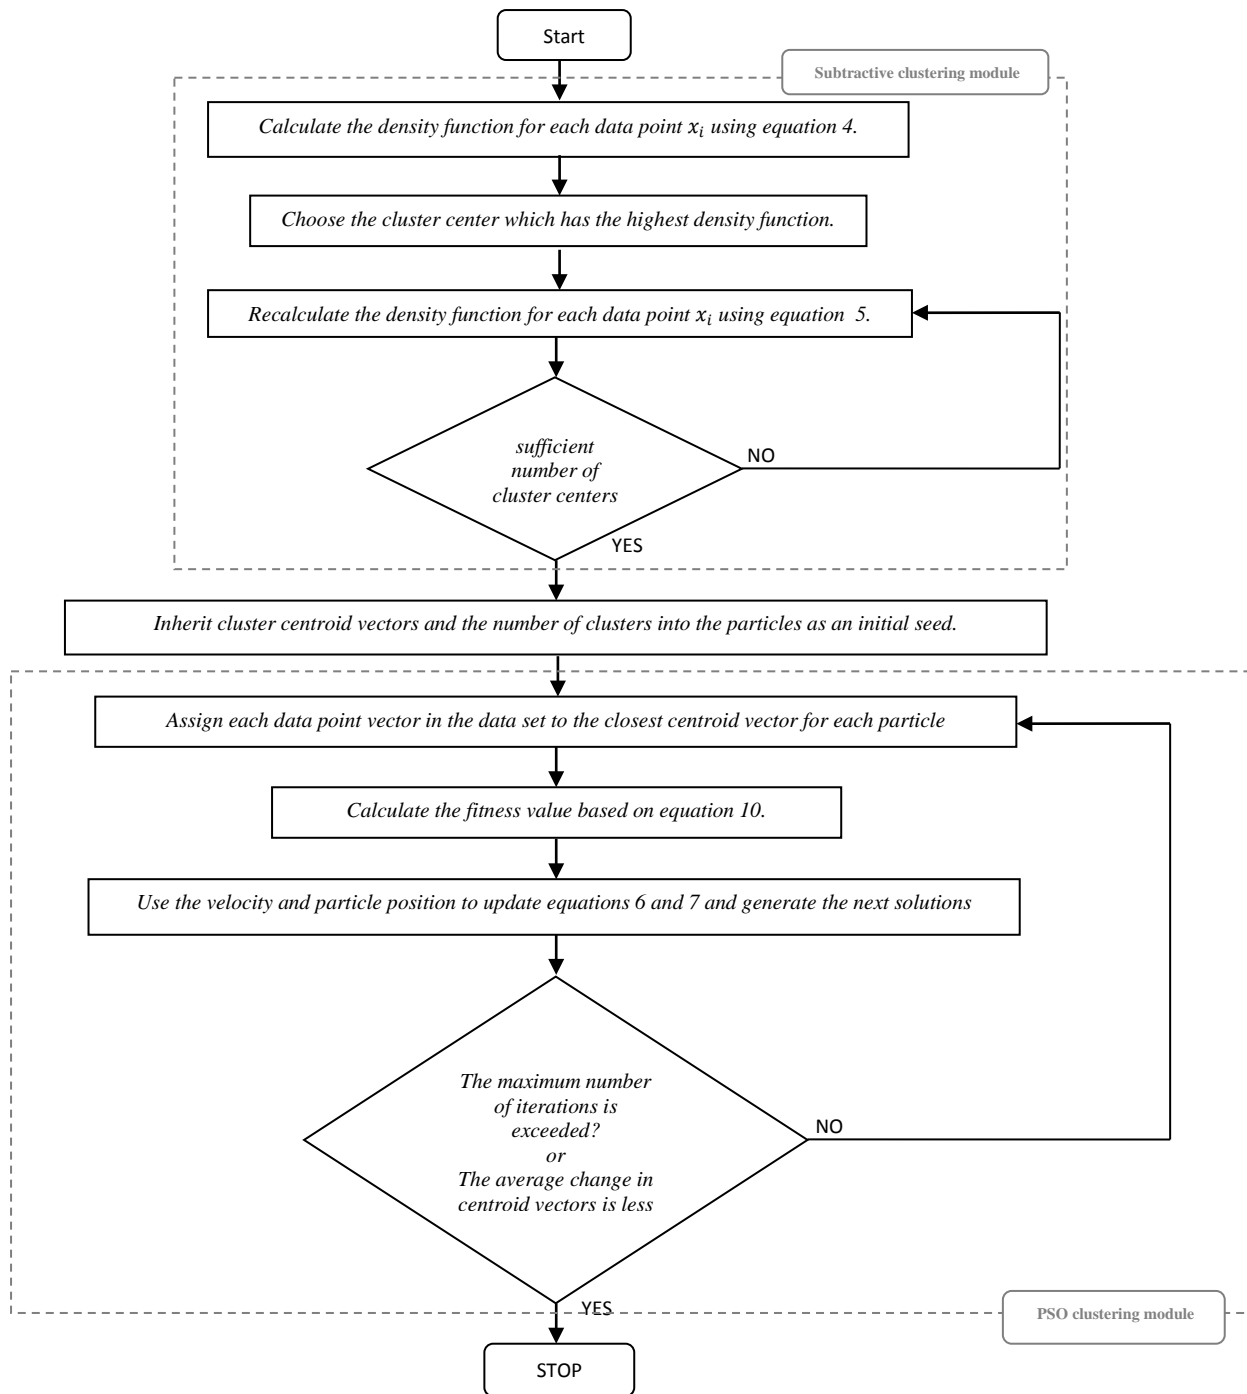 Start
Subtractive clustering module
Calculate the density function for each data point x_i using equation 4.
Choose the cluster center which has the highest density function.
Recalculate the density function for each data point x_i using equation 5.
sufficient
number of
cluster centers
NO
YES
Inherit cluster centroid vectors and the number of clusters into the particles as an initial seed.
Assign each data point vector in the data set to the closest centroid vector for each particle
Calculate the fitness value based on equation 10.
Use the velocity and particle position to update equations 6 and 7 and generate the next solutions
The maximum number
of iterations is
exceeded?
or
The average change in
centroid vectors is less
NO
YES
PSO clustering module
STOP